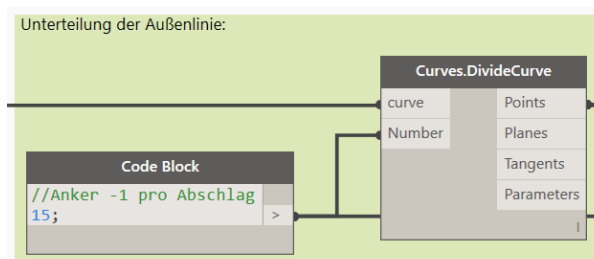 Unterteilung der Außenlinie:
Curves.DivideCurve
curve Points
Number Planes
Tangents
Parameters
Code Block
//Anker -1 pro Abschlag
15; >
l